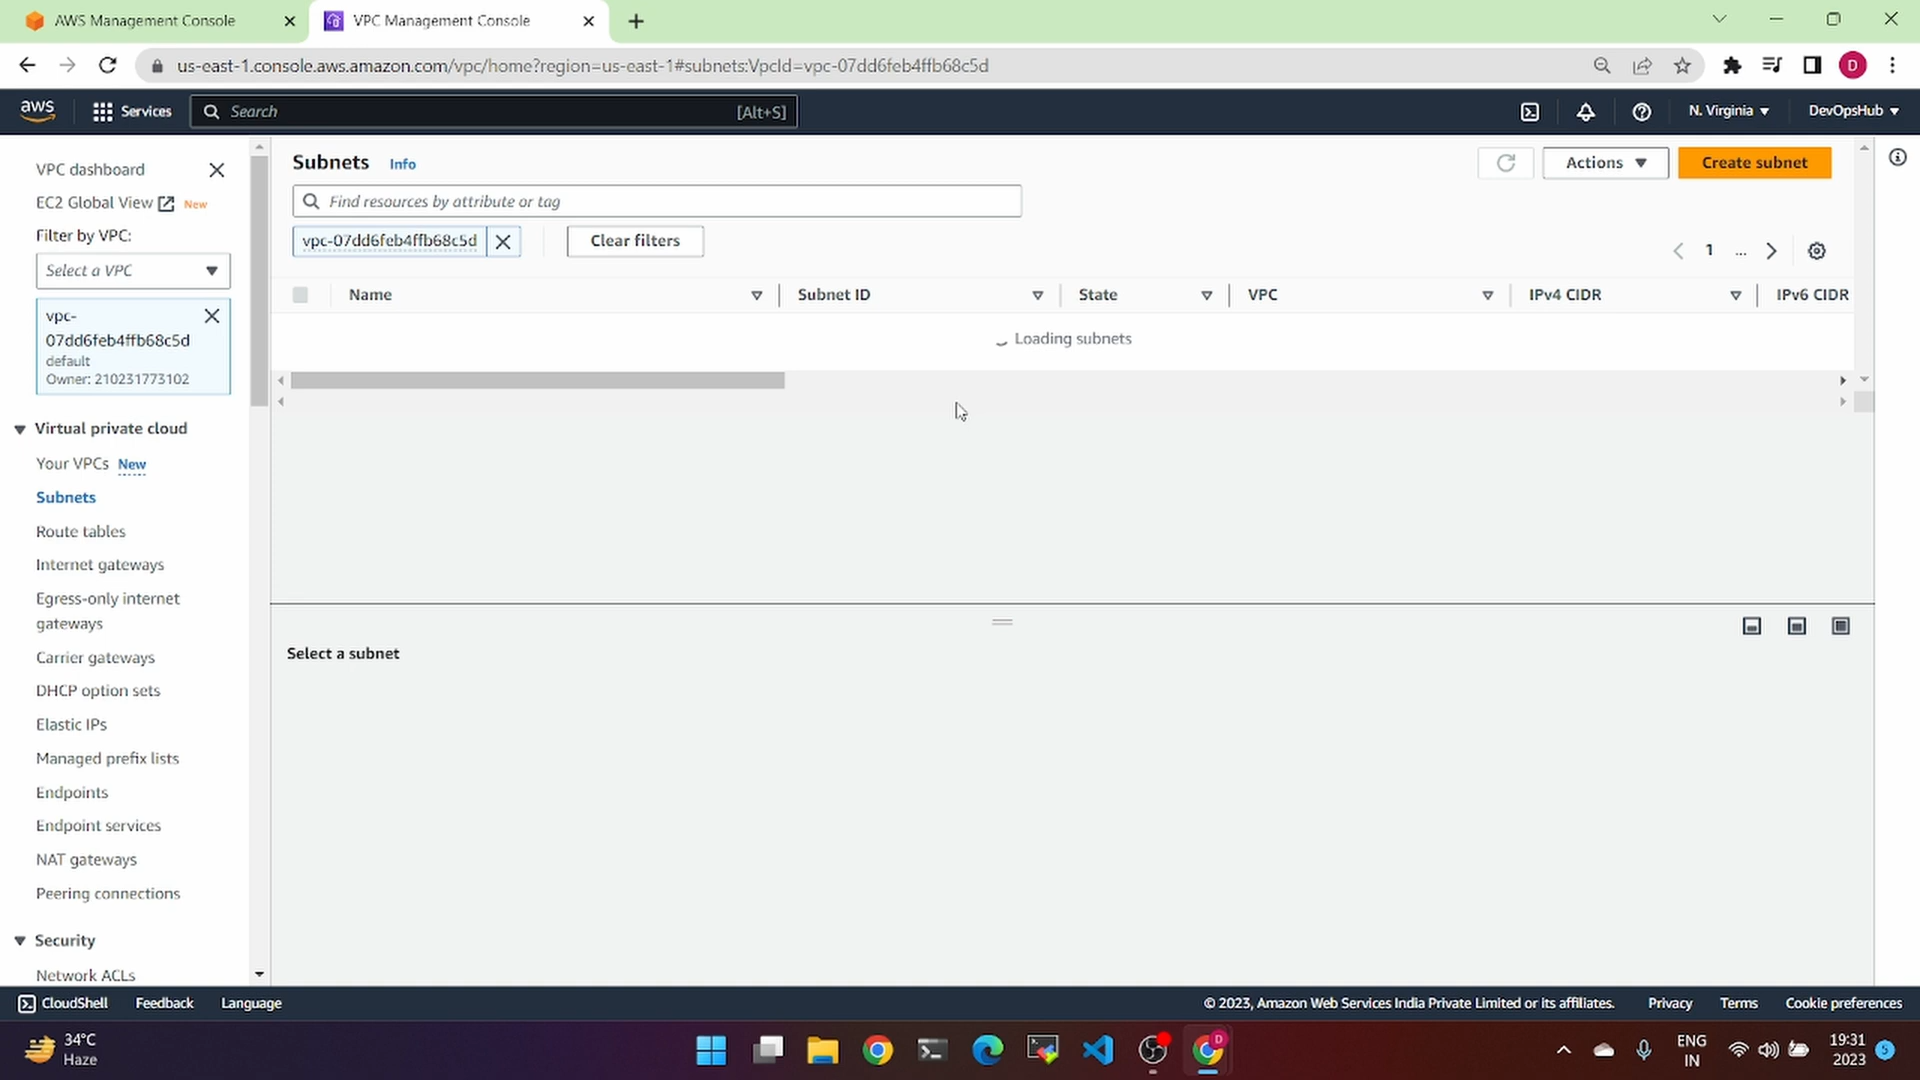 AWS Management Console
VPC Management Console
us-east-1.console.aws.amazon.com/vpc/home?region=us-east-1#subnets:VpcId=vpc-07dd6feb4ffb68c5d
D
aws
Services
Search
[Alt+S]
N. Virginia
DevOpsHub
VPC dashboard
EC2 Global View
New
Filter by VPC:
Select a VPC
vpc-
07dd6feb4ffb68c5d
default
Owner: 210231773102
Virtual private cloud
Your VPCs New
Subnets
Route tables
Internet gateways
Egress-only internet
gateways
Carrier gateways
DHCP option sets
Elastic IPs
Managed prefix lists
Endpoints
Endpoint services
NAT gateways
Peering connections
Security
Network ACLs
Subnets Info
Actions
Create subnet
Find resources by attribute or tag
vpc-07dd6feb4ffb68c5d
Clear filters
1 ...
Name
Subnet ID
State
VPC
IPv4 CIDR
IPv6 CIDR
Loading subnets
Select a subnet
CloudShell
Feedback
Language
© 2023, Amazon Web Services India Private Limited or its affiliates.
Privacy
Terms
Cookie preferences
34°C
Haze
D
ENG
IN
19:31
2023
5